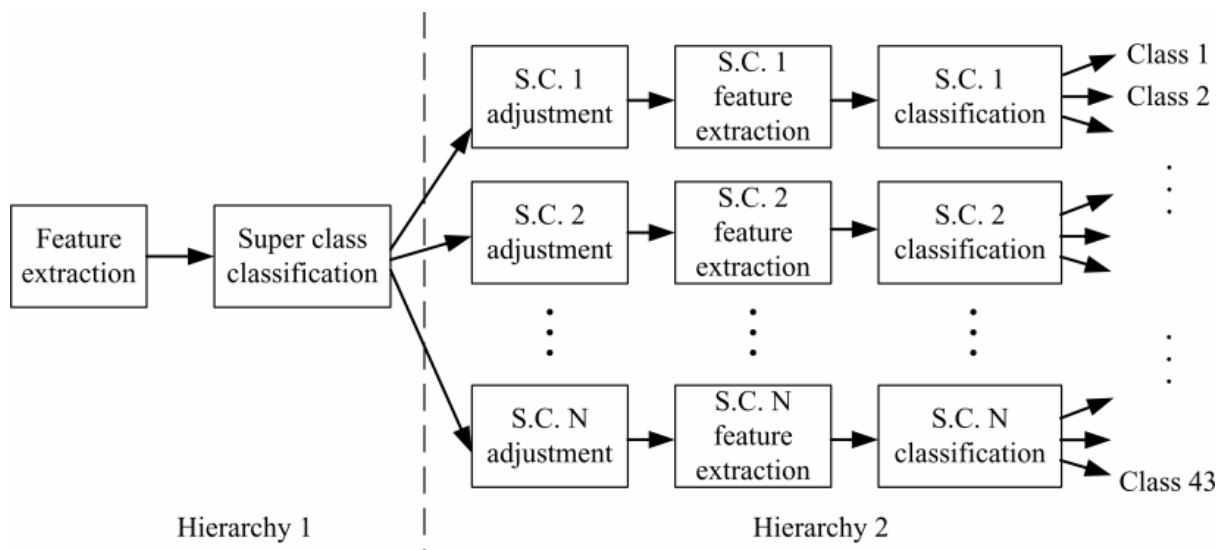 Feature
extraction
Super class
classification
S.C. 1
adjustment
S.C. 1
feature
extraction
S.C. 1
classification
Class 1
Class 2
S.C. 2
adjustment
S.C. 2
feature
extraction
S.C. 2
classification
S.C. N
adjustment
S.C. N
feature
extraction
S.C. N
classification
Class 43
Hierarchy 1
Hierarchy 2